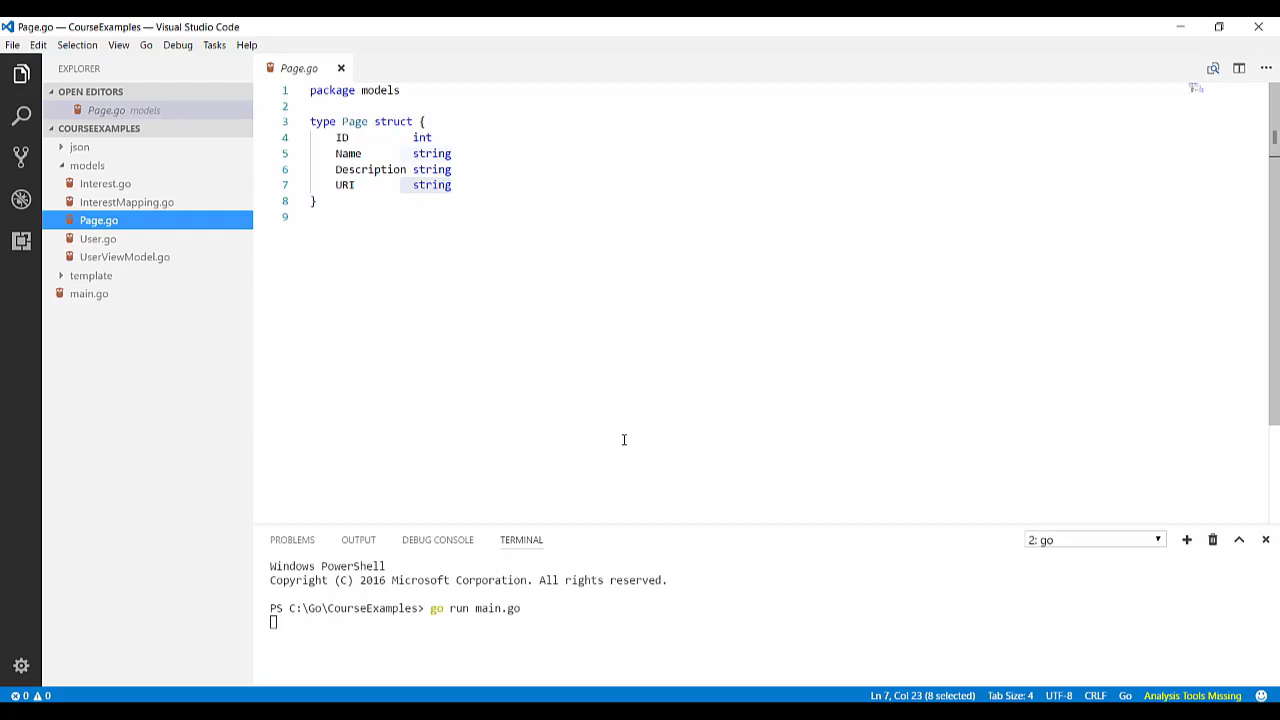 Page.go — CourseExamples — Visual Studio Code
File Edit Selection View Go Debug Tasks Help
EXPLORER
OPEN EDITORS
Page.go models
COURSEEXAMPLES
json
models
Interest.go
InterestMapping.go
Page.go
User.go
UserViewModel.go
template
main.go
Page.go
1 package models
2
3 type Page struct {
4 ID int
5 Name string
6 Description string
7 URI string
8 }
9
PROBLEMS OUTPUT DEBUG CONSOLE TERMINAL
2: go
Windows PowerShell
Copyright (C) 2016 Microsoft Corporation. All rights reserved.
PS C:\Go\CourseExamples> go run main.go
0 0
Ln 7, Col 23 (8 selected) Tab Size: 4 UTF-8 CRLF Go Analysis Tools Missing